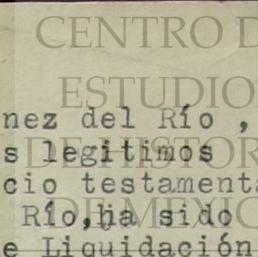 CENTRO D
ESTUDIO
nez del Río ,
s legitimos
DE HISTOR
cio testamenta
Río,ha sido
DE MEXIC
e Liquidación